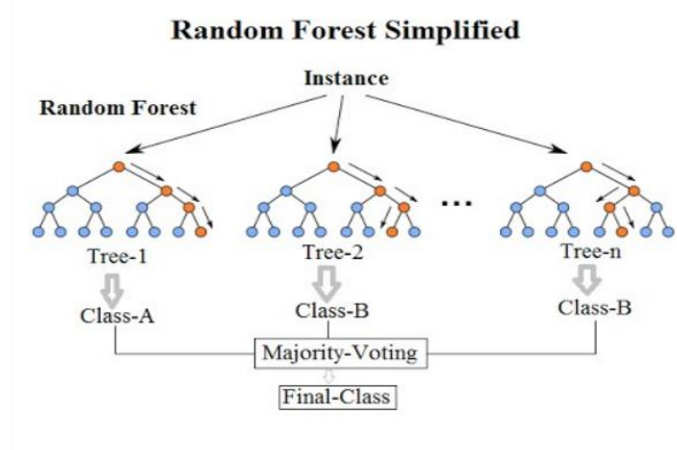 Random Forest Simplified
Instance
Random Forest
...
Tree-1
Tree-2
Tree-n
Class-A
Class-B
Class-B
Majority-Voting
Final-Class